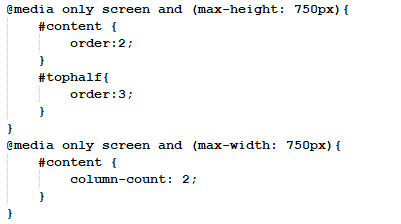 @media only screen and (max-height: 750px){
    #content {
        order:2;
    }
    #tophalf{
        order:3;
    }
}
@media only screen and (max-width: 750px){
    #content {
        column-count: 2;
    }
}